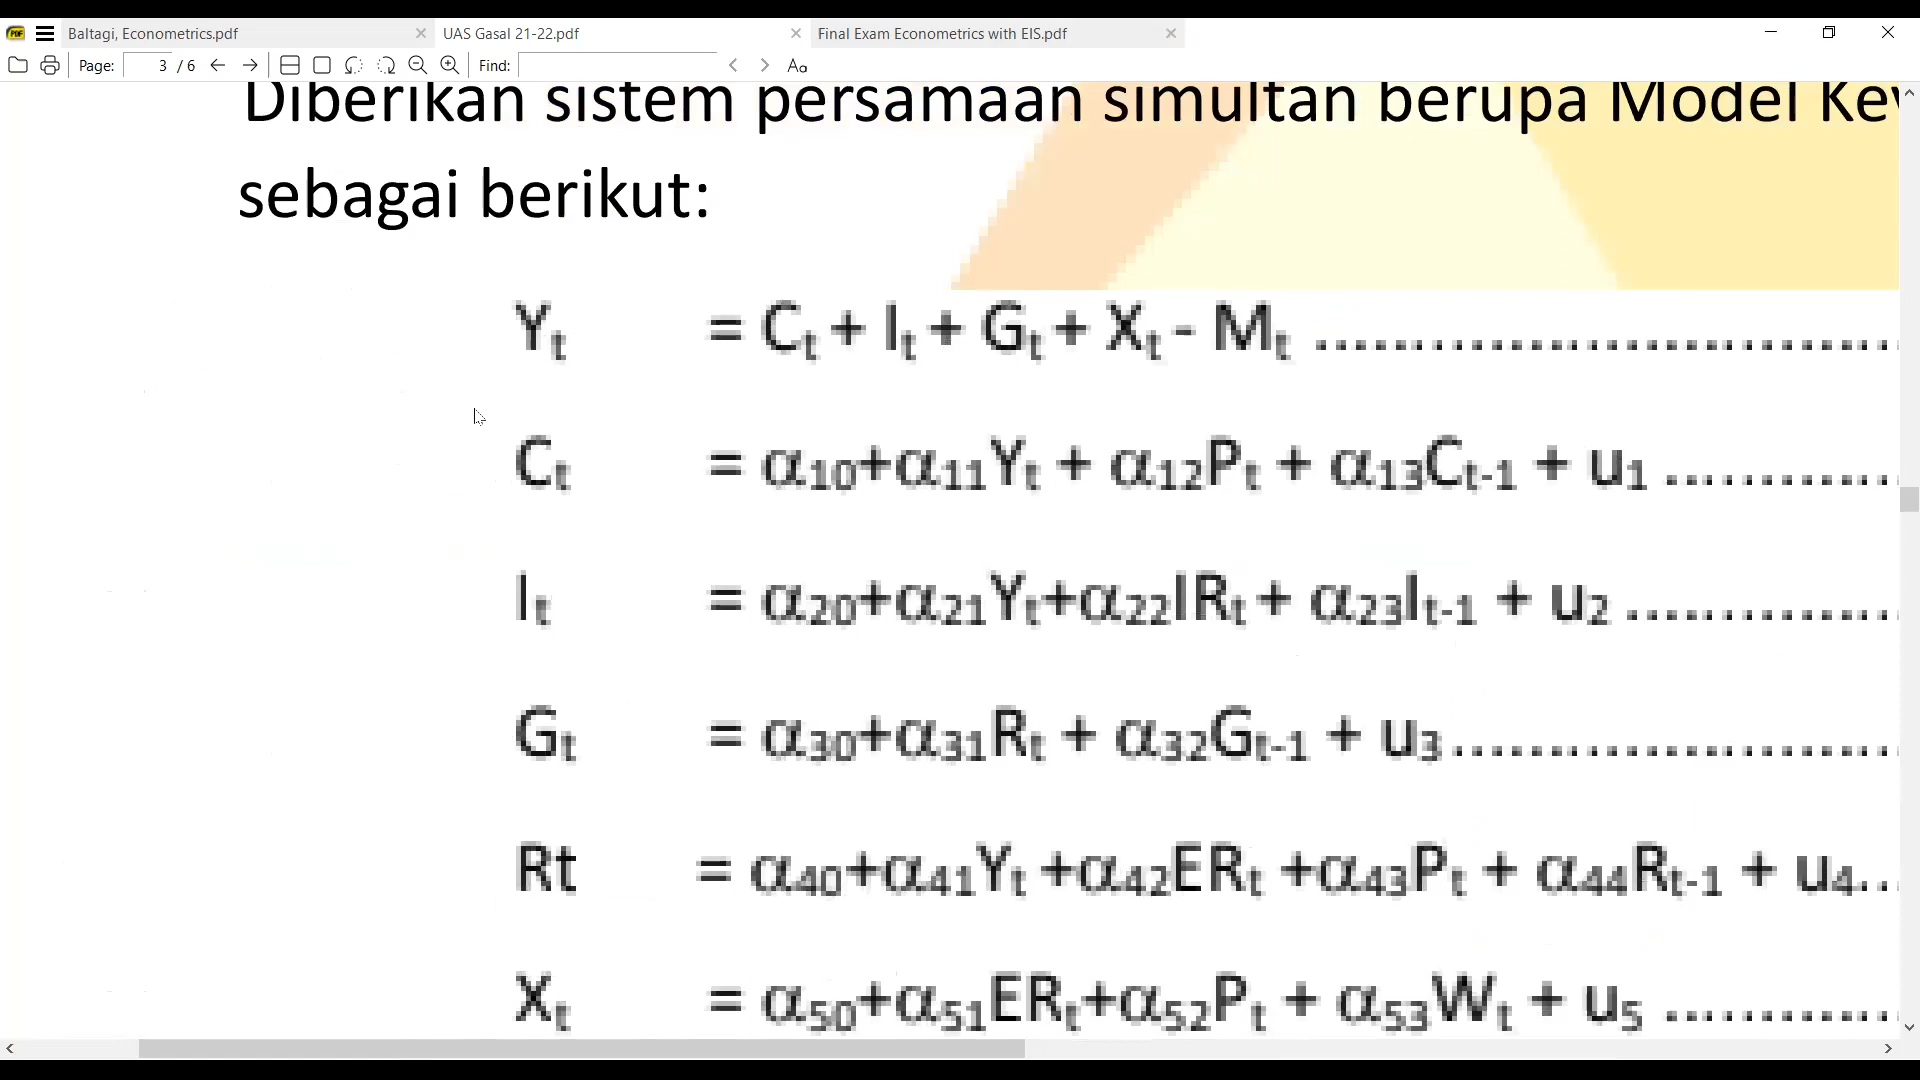 Baltagi, Econometrics.pdf
UAS Gasal 21-22.pdf
Final Exam Econometrics with EIS.pdf
Page: 3 / 6
Find:
Diberikan sistem persamaan simultan berupa Model
sebagai berikut:
Yt = Ct + It + Gt + Xt - Mt ..............................
Ct = α10+α11Yt + α12Pt + α13Ct-1 + u1 ............
It = α20+α21Yt+α22IRt + α23It-1 + u2 ..............
Gt = α30+α31Rt + α32Gt-1 + u3.......................
Rt = α40+α41Yt +α42ERt +α43Pt + α44Rt-1 + u4...
Xt = α50+α51ERt+α52Pt + α53Wt + u5 ............